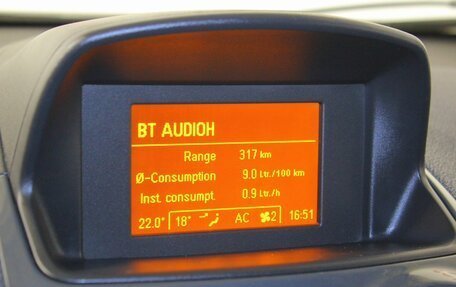 BT AUDIOH
Range 317 km
Ø-Consumption 9.0 Ltr./100 km
Inst. consumpt. 0.9 Ltr./h
22.0° 18° AC 2 16:51